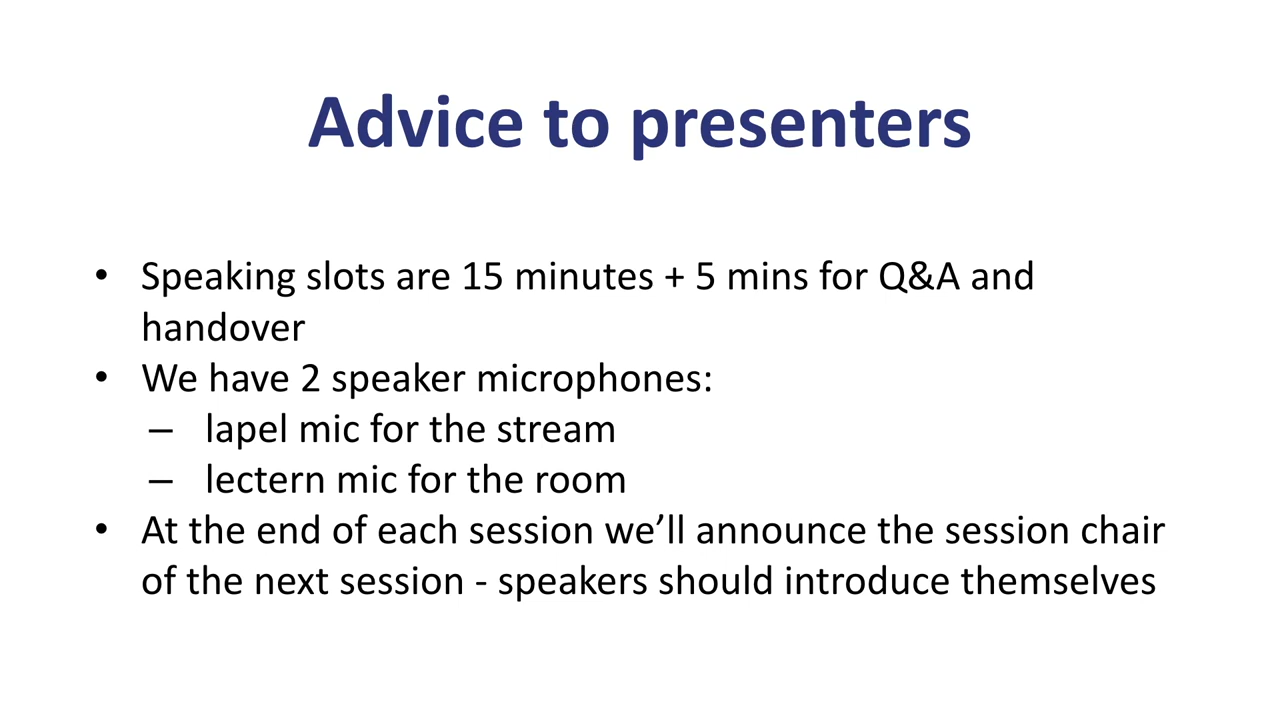 Advice to presenters
• Speaking slots are 15 minutes + 5 mins for Q&A and
handover
• We have 2 speaker microphones:
– lapel mic for the stream
– lectern mic for the room
• At the end of each session we’ll announce the session chair
of the next session - speakers should introduce themselves